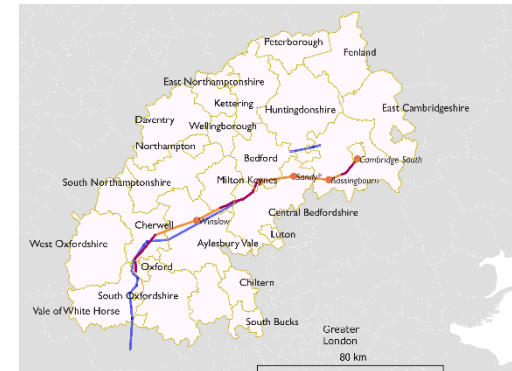 Peterborough
Fenland
East Northamptonshire
Kettering
Huntingdonshire
East Cambridgeshire
Daventry
Wellingborough
Northampton
Bedford
Cambridge South
South Northamptonshire
Milton Keynes
Sandy
Bassingbourn
Central Bedfordshire
Cherwell
Winslow
West Oxfordshire
Aylesbury Vale
Luton
Oxford
Chiltern
South Oxfordshire
Vale of White Horse
South Bucks
Greater
London
80 km